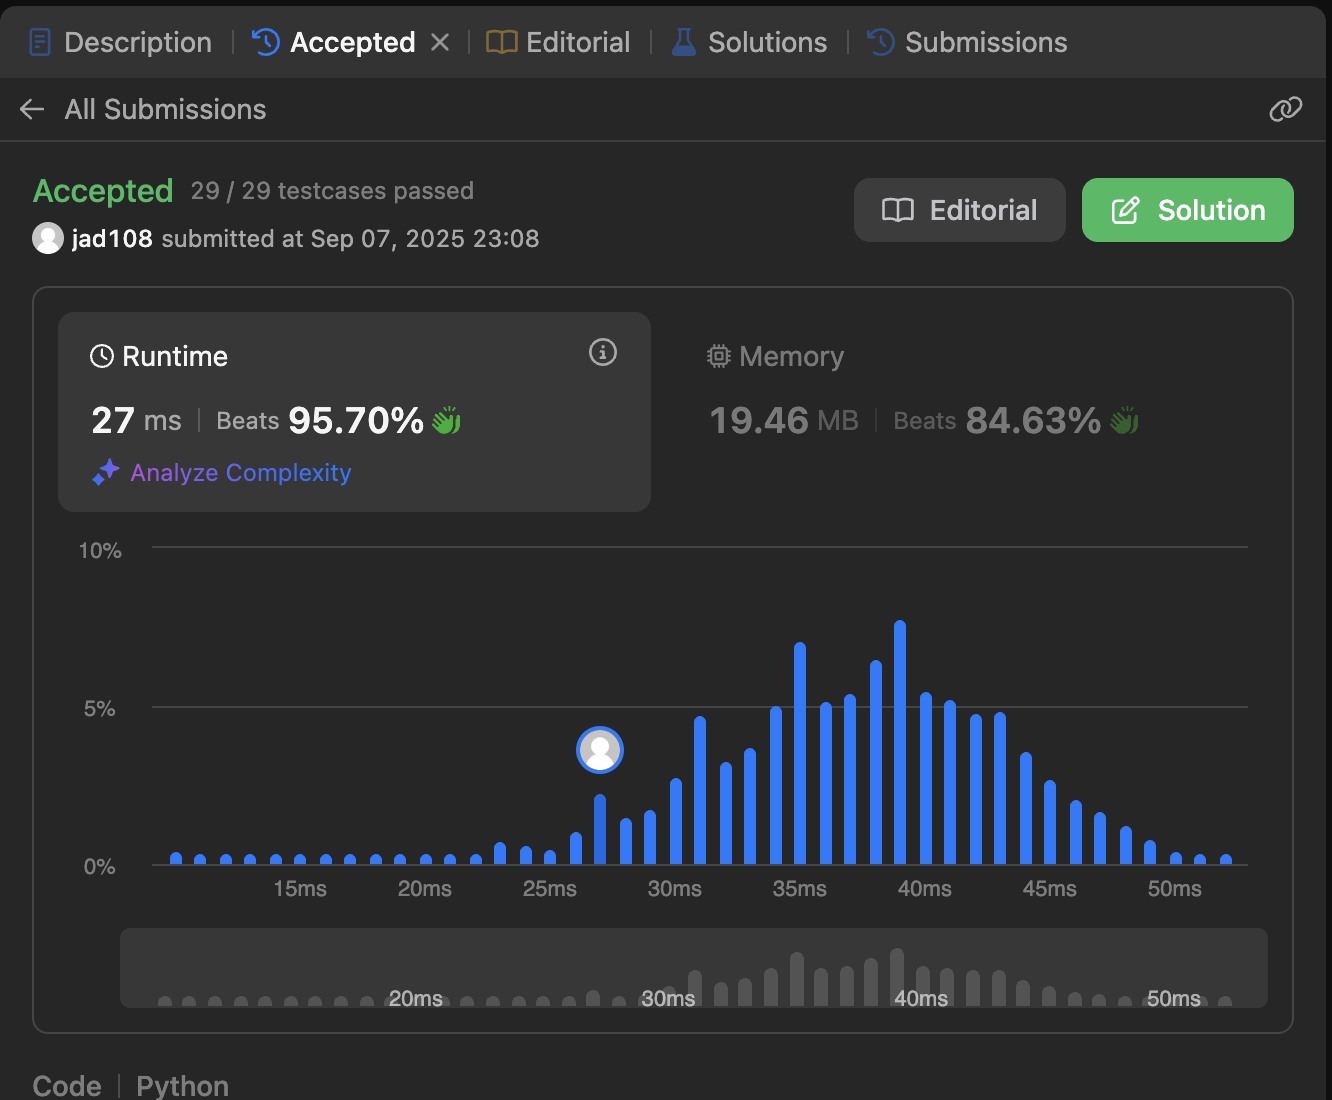 Description | Accepted × | Editorial | Solutions | Submissions
← All Submissions
Accepted 29 / 29 testcases passed
Editorial
Solution
jad108 submitted at Sep 07, 2025 23:08
Runtime
27 ms | Beats 95.70%
Analyze Complexity
Memory
19.46 MB | Beats 84.63%
10%
5%
0%
15ms 20ms 25ms 30ms 35ms 40ms 45ms 50ms
20ms 30ms 40ms 50ms
Code | Python